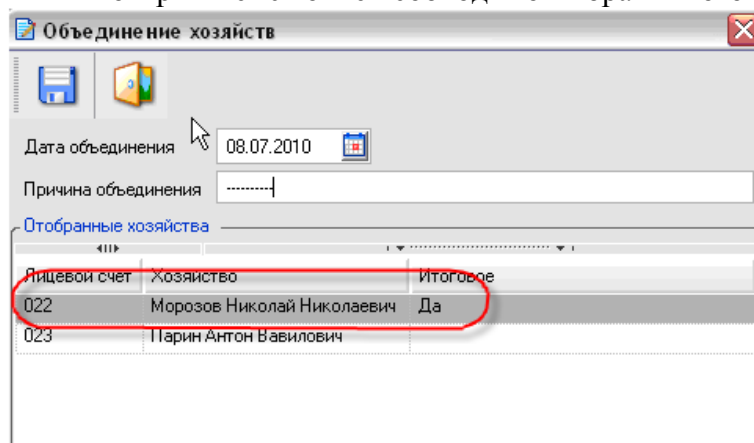 Объединение хозяйств
Дата объединения 08.07.2010
Причина объединения ---------
Отобранные хозяйства
Лицевой счет Хозяйство Итоговое
022 Морозов Николай Николаевич Да
023 Парин Антон Вавилович